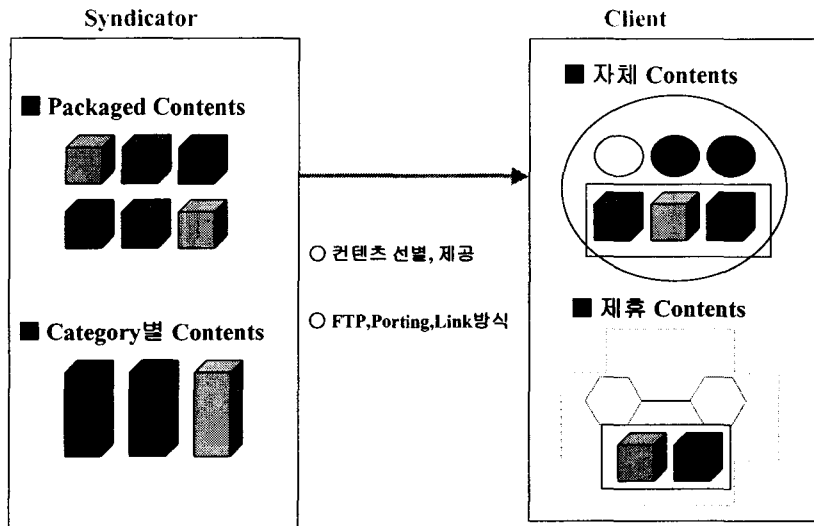 Syndicator
Client
■ Packaged Contents
■ Category별 Contents
○ 컨텐츠 선별, 제공
○ FTP,Porting,Link방식
■ 자체 Contents
■ 제휴 Contents